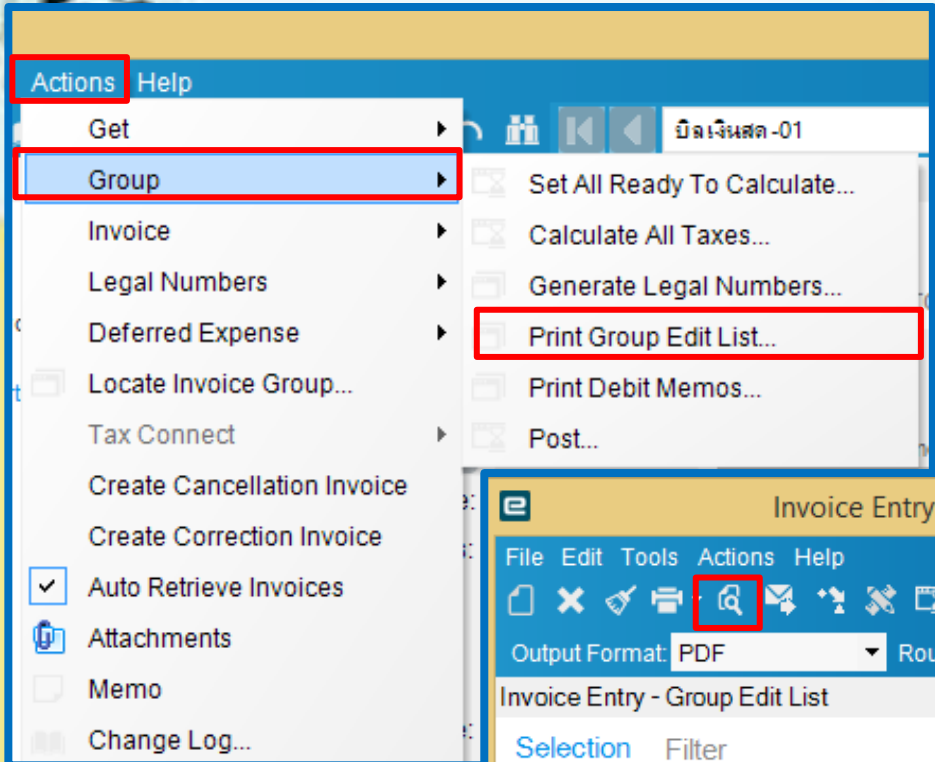 Actions Help
บิลเงินสด-01
Get
Group
Invoice
Legal Numbers
Deferred Expense
Locate Invoice Group...
Tax Connect
Create Cancellation Invoice
Create Correction Invoice
Auto Retrieve Invoices
Attachments
Memo
Change Log...
Set All Ready To Calculate...
Calculate All Taxes...
Generate Legal Numbers...
Print Group Edit List...
Print Debit Memos...
Post...
Invoice Entry
File Edit Tools Actions Help
Output Format: PDF Rou
Invoice Entry - Group Edit List
Selection Filter